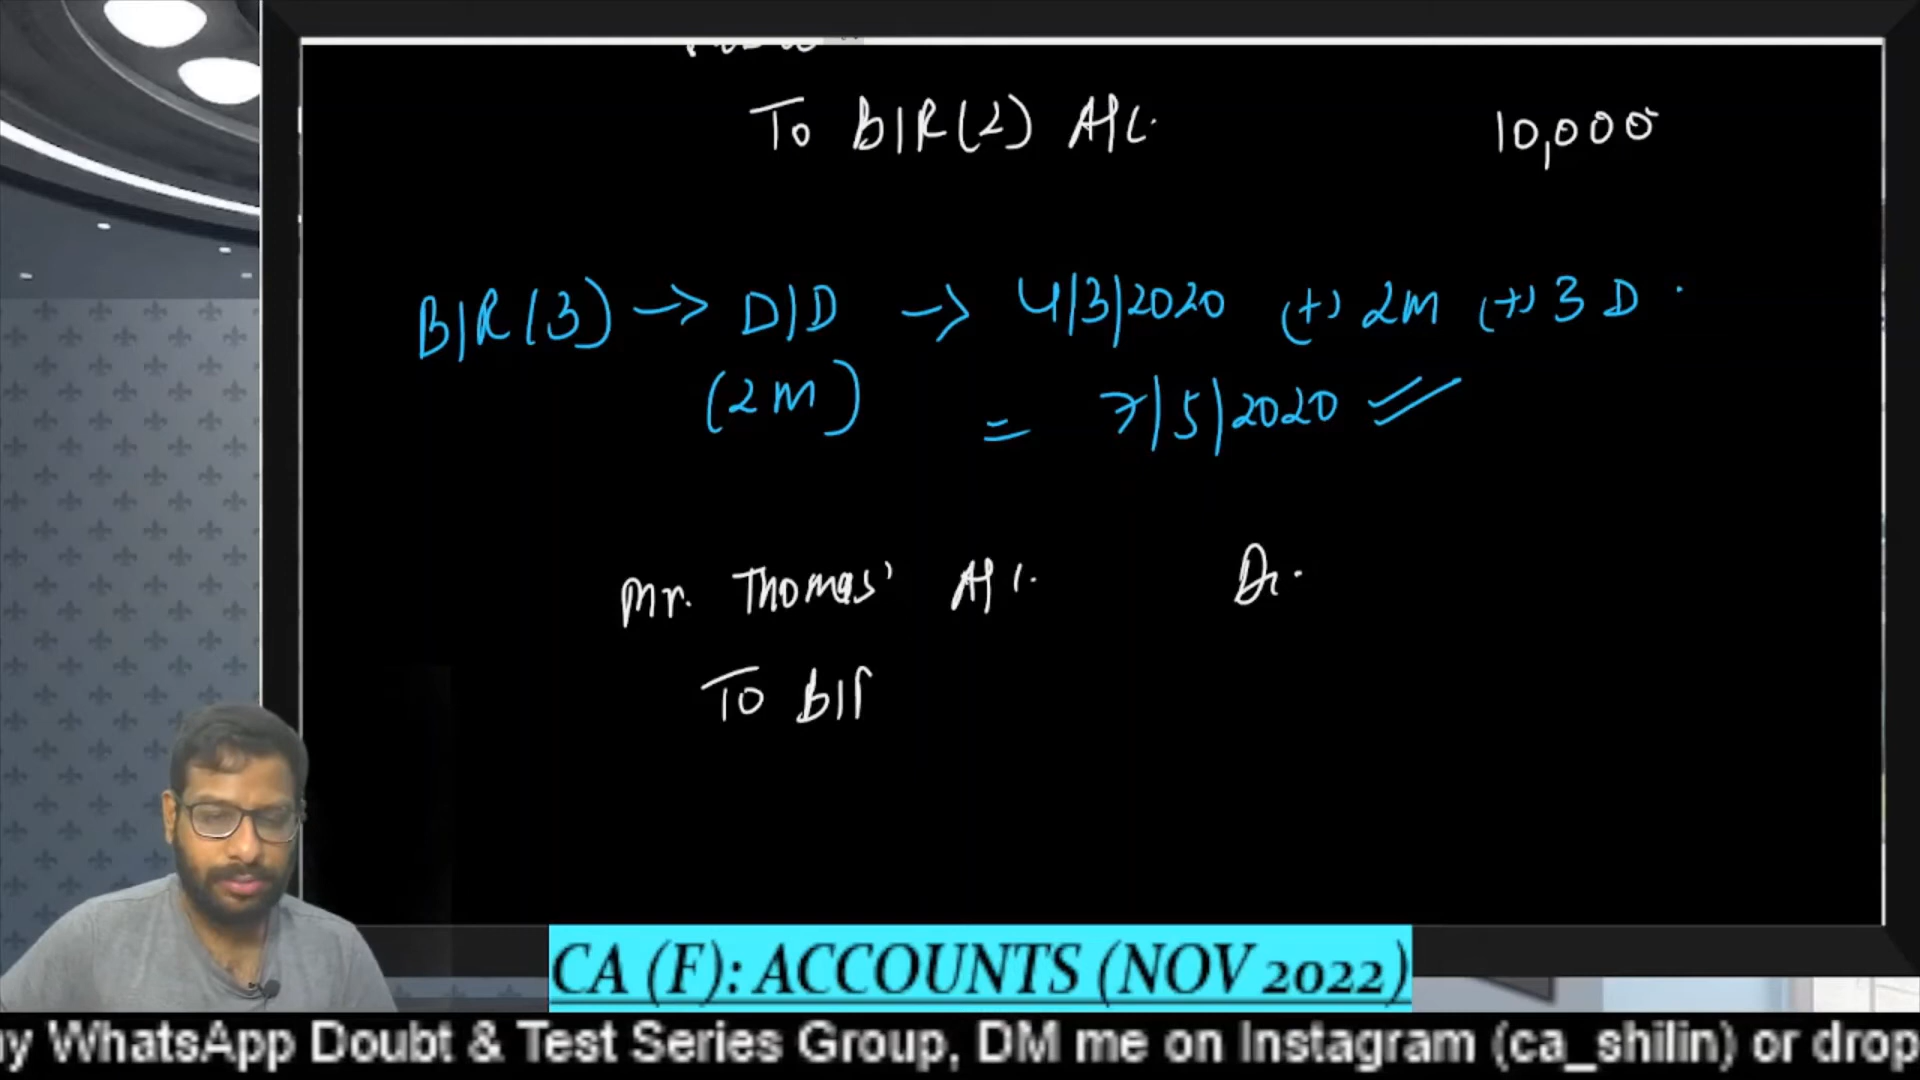 To B/R(2) A/c. 10,000
B/R(3) → D/D → 4/3/2020 (+) 2m (+) 3 D.
(2m) = 7/5/2020
Mr. Thomas' A/c. Dr.
To B/
CA (F): ACCOUNTS (NOV 2022)
WhatsApp Doubt & Test Series Group, DM me on Instagram (ca_shilin) or drop